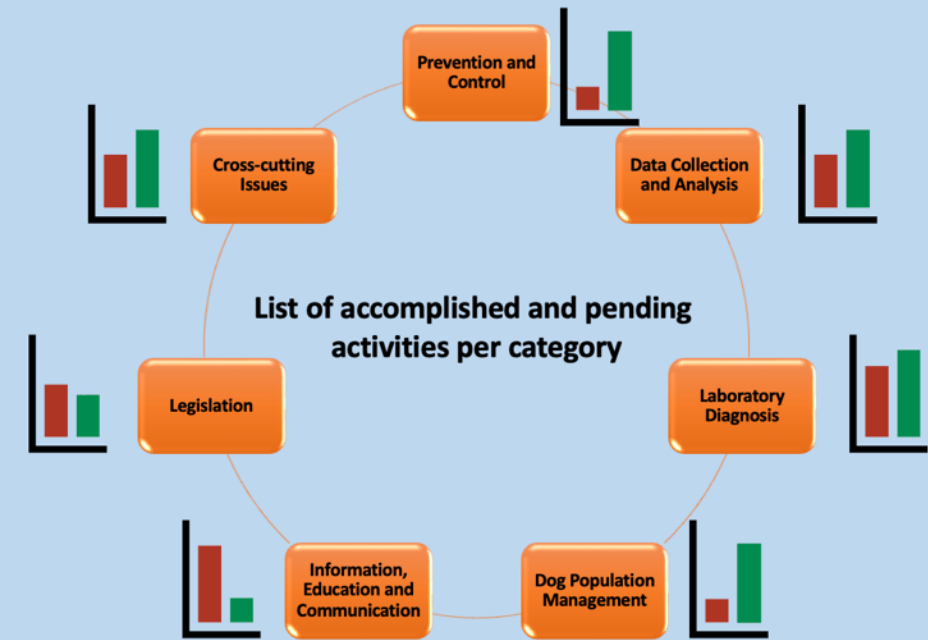 Prevention and
Control
Cross-cutting
Issues
Data Collection
and Analysis
List of accomplished and pending
activities per category
Legislation
Laboratory
Diagnosis
Information,
Education and
Communication
Dog Population
Management